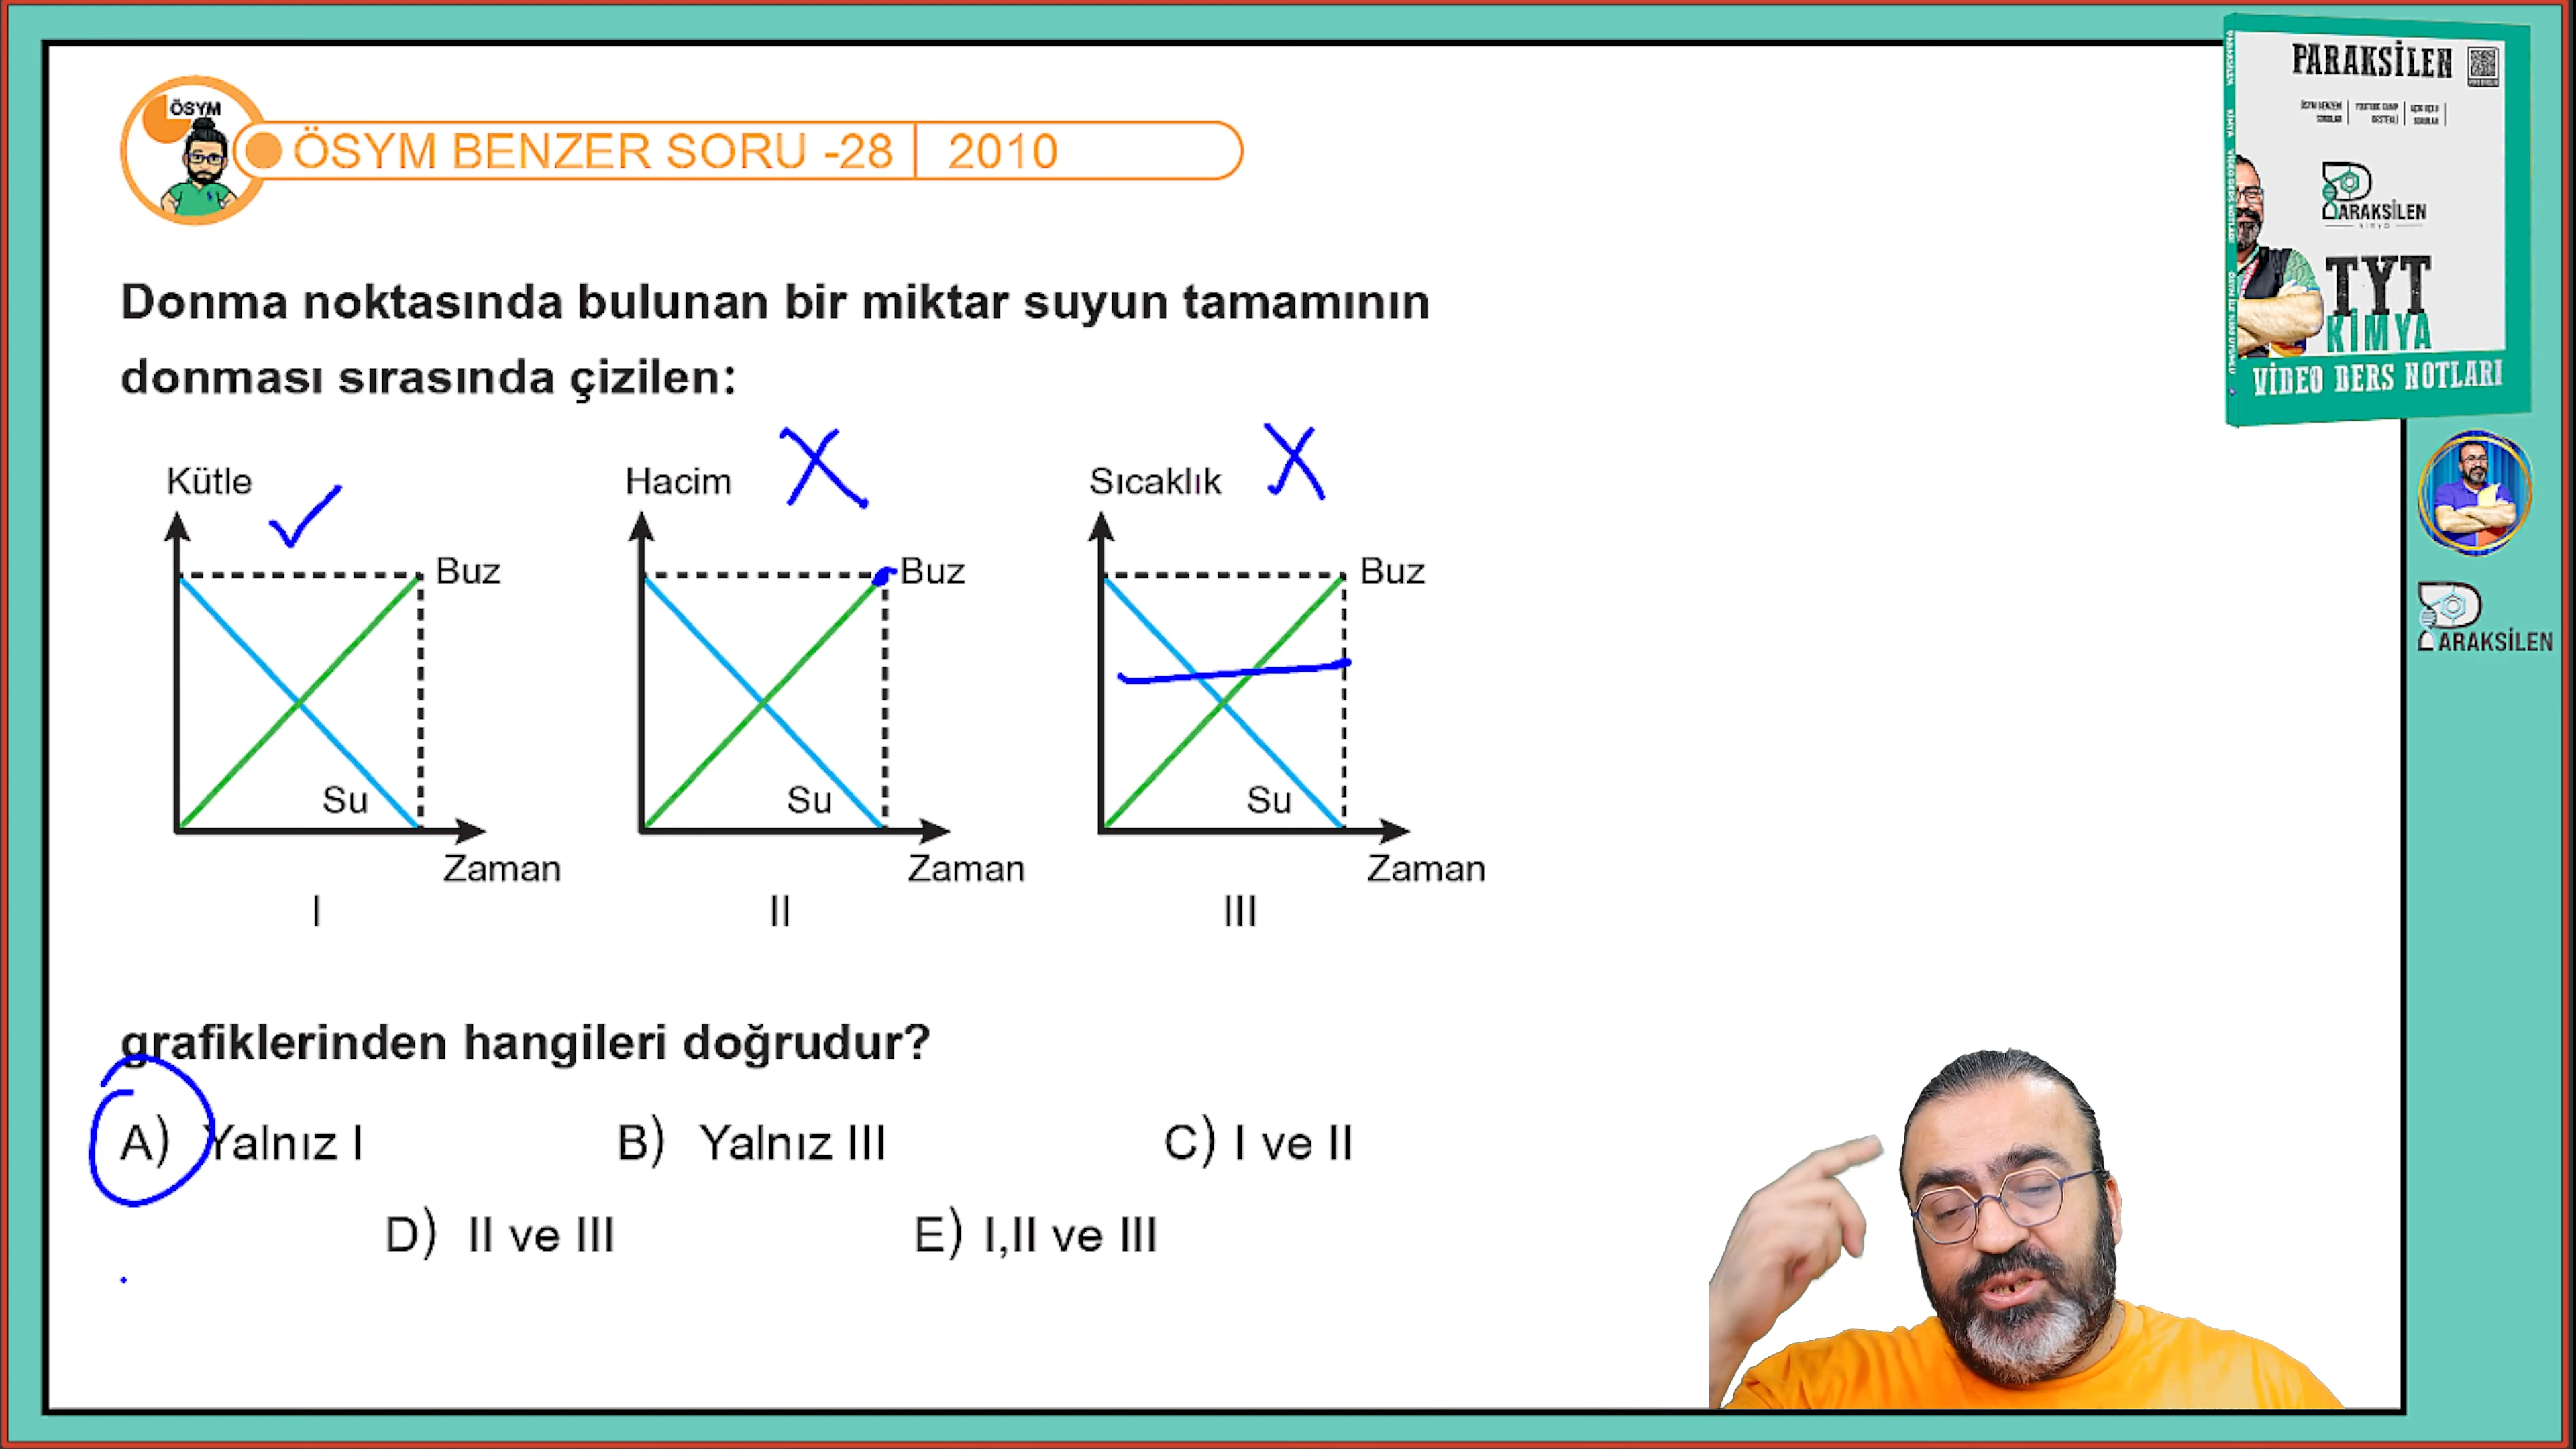 ÖSYM
ÖSYM BENZER SORU -28 2010
Donma noktasında bulunan bir miktar suyun tamamının
donması sırasında çizilen:
Kütle
Buz
Su
Zaman
I
Hacim
Buz
Su
Zaman
II
Sıcaklık
Buz
Su
Zaman
III
grafiklerinden hangileri doğrudur?
A) Yalnız I
B) Yalnız III
C) I ve II
D) II ve III
E) I,II ve III
PARAKSİLEN
ARAKSİLEN
TYT
KİMYA
VİDEO DERS NOTLARI
ARAKSİLEN